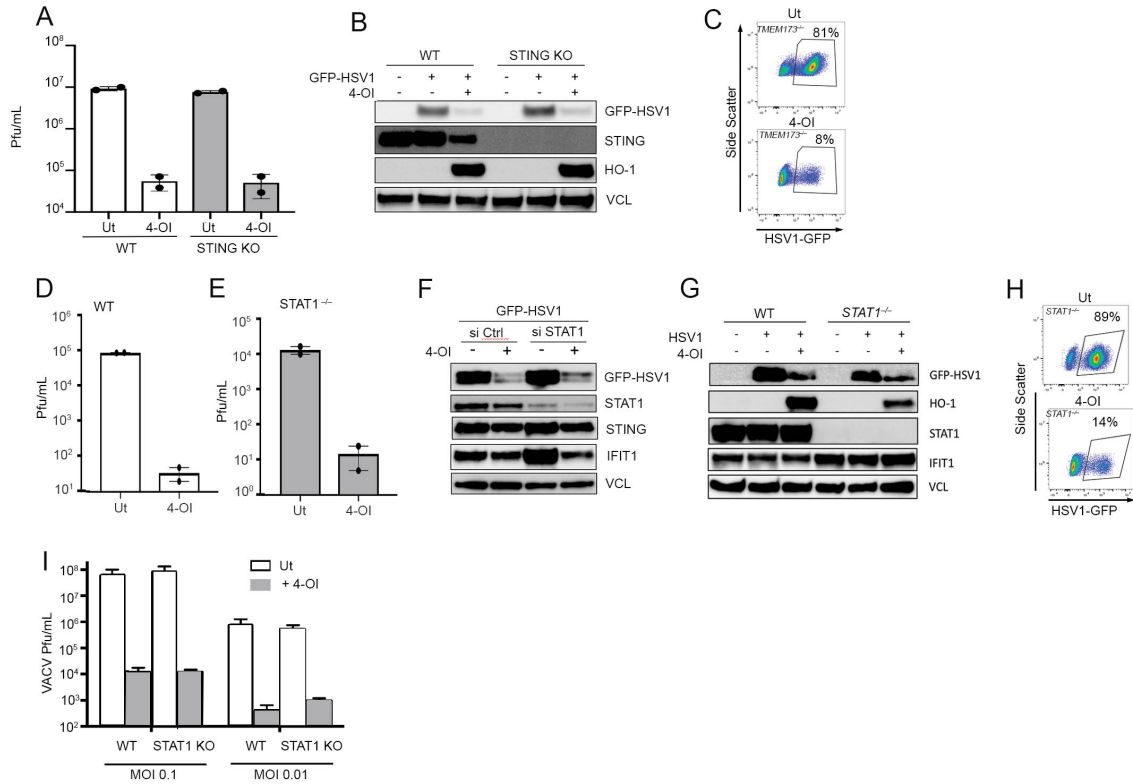 A
10⁸
10⁷
10⁶
10⁵
10⁴
Pfu/mL
Ut 4-OI Ut 4-OI
WT STING KO
B
WT STING KO
GFP-HSV1 - + + - + +
4-OI + +
GFP-HSV1
STING
HO-1
VCL
C
Ut
TMEM173⁻/⁻ 81%
4-OI
TMEM173⁻/⁻ 8%
Side Scatter
HSV1-GFP
D
WT
10⁶
10⁵
10⁴
10³
10²
10¹
Pfu/mL
Ut 4-OI
E
STAT1⁻/⁻
10⁵
10⁴
10³
10²
10¹
10⁰
Pfu/mL
Ut 4-OI
F
GFP-HSV1
si Ctrl si STAT1
4-OI - + - +
GFP-HSV1
STAT1
STING
IFIT1
VCL
G
WT STAT1⁻/⁻
HSV1 - + + - + +
4-OI - - + - - +
GFP-HSV1
HO-1
STAT1
IFIT1
VCL
H
Ut
STAT1⁻/⁻ 89%
4-OI
STAT1⁻/⁻ 14%
Side Scatter
HSV1-GFP
I
Ut
+ 4-OI
10⁸
10⁷
10⁶
10⁵
10⁴
10³
10²
VACV Pfu/mL
WT STAT1 KO WT STAT1 KO
MOI 0.1 MOI 0.01